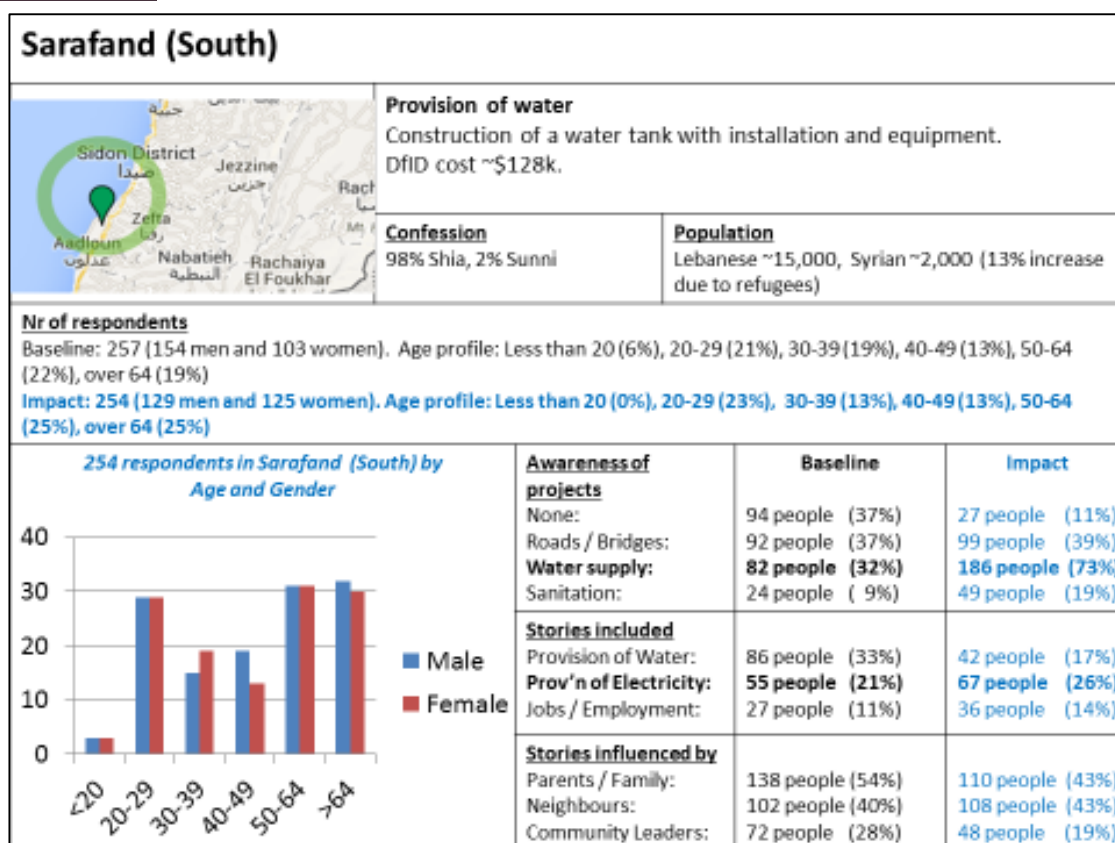 Sarafand (South)
جبية
Sidon District
صيدا
Jezzine
جزين
Zefta
زفتا
Aadloun
عدلون
Nabatieh
النبطية
Rachaiya
El Foukhar
Provision of water
Construction of a water tank with installation and equipment.
DfID cost ~$128k.
Confession
98% Shia, 2% Sunni
Population
Lebanese ~15,000, Syrian ~2,000 (13% increase
due to refugees)
Nr of respondents
Baseline: 257 (154 men and 103 women). Age profile: Less than 20 (6%), 20-29 (21%), 30-39 (19%), 40-49 (13%), 50-64
(22%), over 64 (19%)
Impact: 254 (129 men and 125 women). Age profile: Less than 20 (0%), 20-29 (23%), 30-39 (13%), 40-49 (13%), 50-64
(25%), over 64 (25%)
254 respondents in Sarafand (South) by
Age and Gender
40
30
20
10
0
<20
20-29
30-39
40-49
50-64
>64
Male
Female
Awareness of projects Baseline Impact
None: 94 people (37%) 27 people (11%)
Roads / Bridges: 92 people (37%) 99 people (39%)
Water supply: 82 people (32%) 186 people (73%
Sanitation: 24 people ( 9%) 49 people (19%)
Stories included
Provision of Water: 86 people (33%) 42 people (17%)
Prov'n of Electricity: 55 people (21%) 67 people (26%)
Jobs / Employment: 27 people (11%) 36 people (14%)
Stories influenced by
Parents / Family: 138 people (54%) 110 people (43%)
Neighbours: 102 people (40%) 108 people (43%)
Community Leaders: 72 people (28%) 48 people (19%)